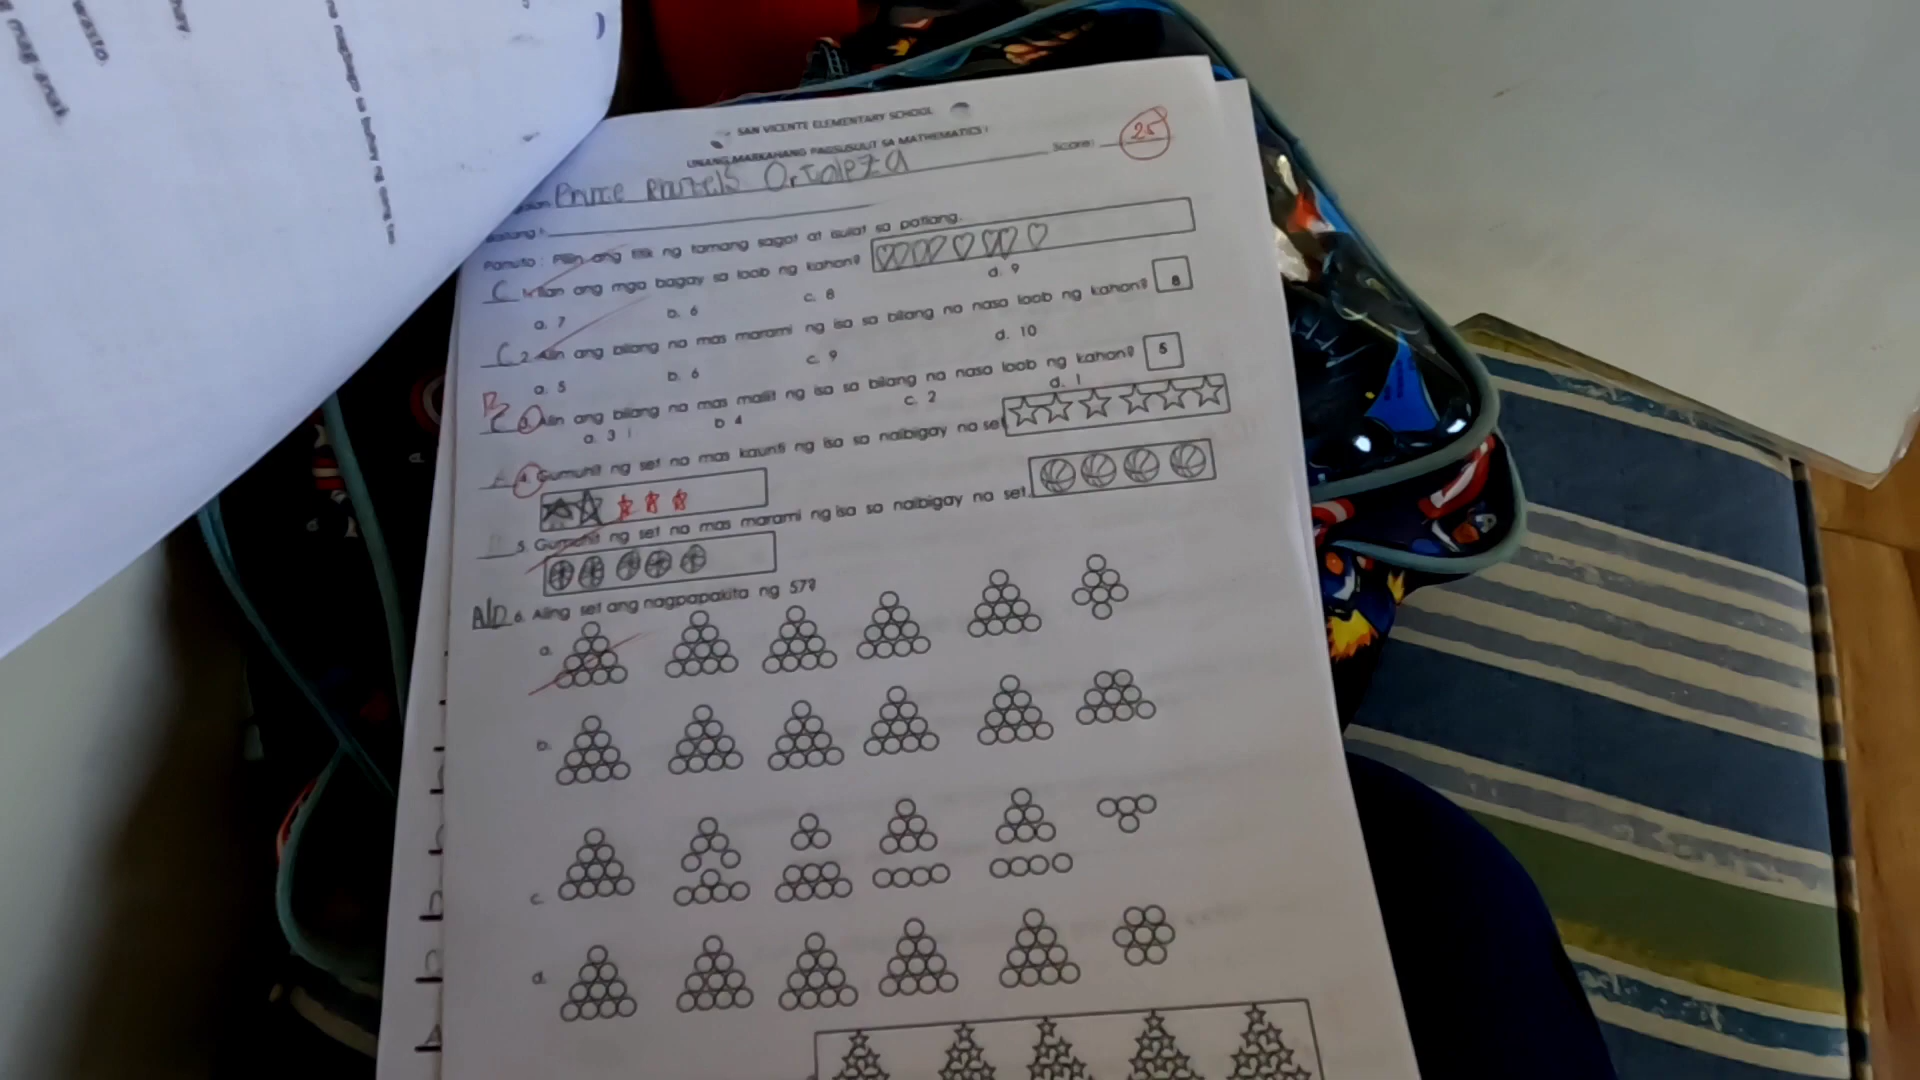 SAN VICENTE ELEMENTARY SCHOOL
UNANG MARKAHANG PAGSUSULIT SA MATHEMATICS I
Score: 25
Panuto : Piliin ang titik ng tamang sagot at isulat sa patlang.
C 1. Ilan ang mga bagay sa loob ng kahon?
a. 7 b. 6 c. 8 d. 9
C 2. Alin ang bilang na mas marami ng isa sa bilang na nasa loob ng kahon? 8
a. 5 b. 6 c. 9 d. 10
B C 3. Alin ang bilang na mas maliit ng isa sa bilang na nasa loob ng kahon? 5
a. 3 b 4 c. 2 d. 1
4. Gumuhit ng set na mas kaunti ng isa sa naibigay na set
5. Gumuhit ng set na mas marami ng isa sa naibigay na set.
6. Aling set ang nagpapakita ng 57?
a.
b.
c.
d.
wasto.